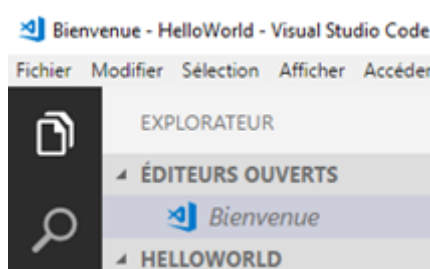 Bienvenue - HelloWorld - Visual Studio Code
Fichier Modifier Sélection Afficher Accéder
EXPLORATEUR
ÉDITEURS OUVERTS
Bienvenue
HELLOWORLD